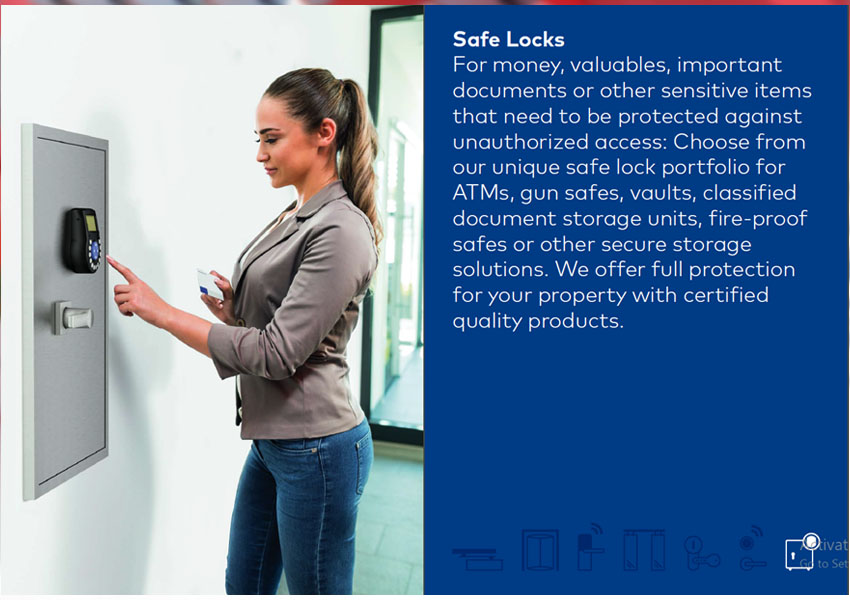 Safe Locks
For money, valuables, important
documents or other sensitive items
that need to be protected against
unauthorized access: Choose from
our unique safe lock portfolio for
ATMs, gun safes, vaults, classified
document storage units, fire-proof
safes or other secure storage
solutions. We offer full protection
for your property with certified
quality products.
Activat
Go to Set